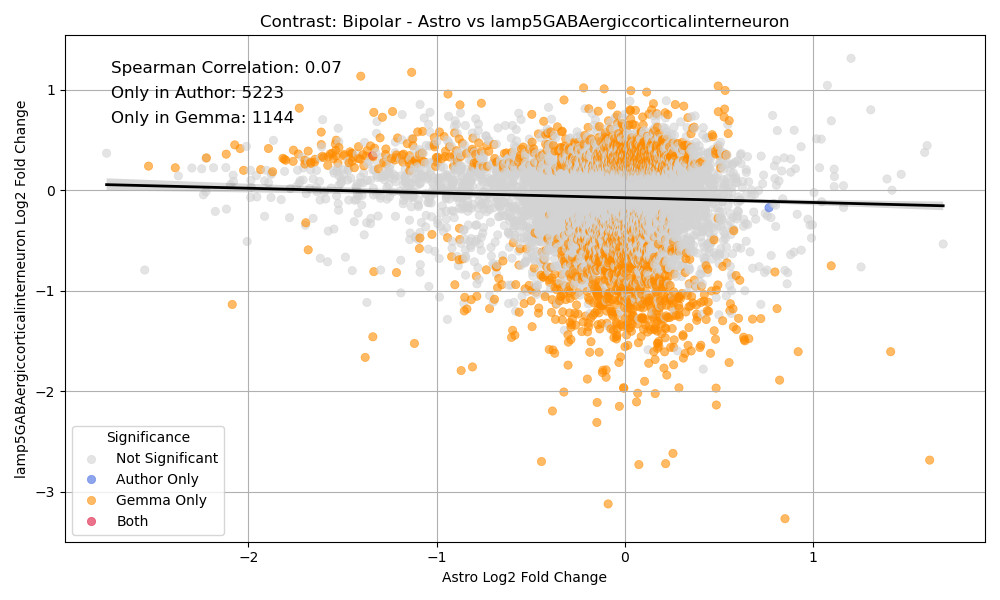 Contrast: Bipolar - Astro vs lamp5GABAergiccorticalinterneuron
Spearman Correlation: 0.07
Only in Author: 5223
Only in Gemma: 1144
lamp5GABAergiccorticalinterneuron Log2 Fold Change
1
0
−1
−2
−3
Significance
Not Significant
Author Only
Gemma Only
Both
−2
−1
0
1
Astro Log2 Fold Change